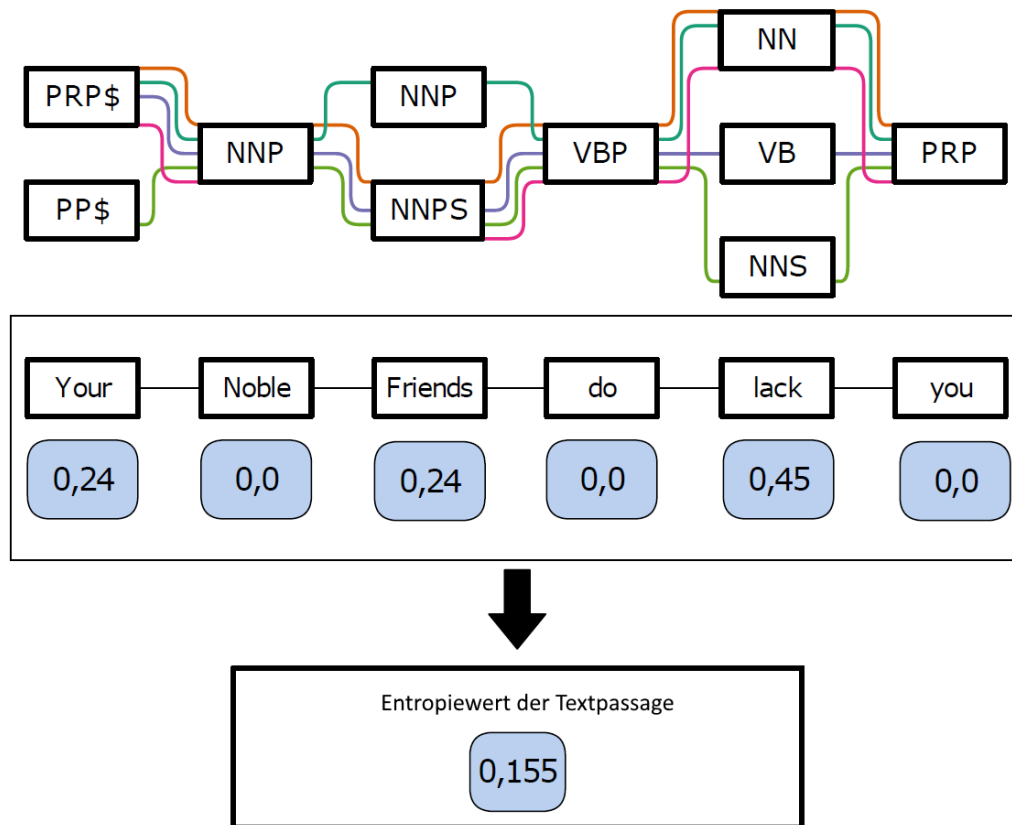 NN
PRP$ NNP
NNP VBP VB PRP
PP$ NNPS
NNS
Your Noble Friends do lack you
0,24 0,0 0,24 0,0 0,45 0,0
Entropiewert der Textpassage
0,155